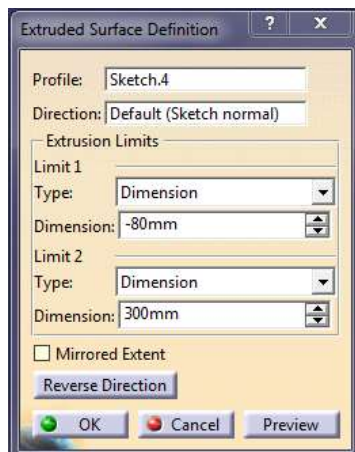 Extruded Surface Definition ? X
Profile: Sketch.4
Direction: Default (Sketch normal)
Extrusion Limits
Limit 1
Type: Dimension
Dimension: -80mm
Limit 2
Type: Dimension
Dimension: 300mm
Mirrored Extent
Reverse Direction
OK Cancel Preview